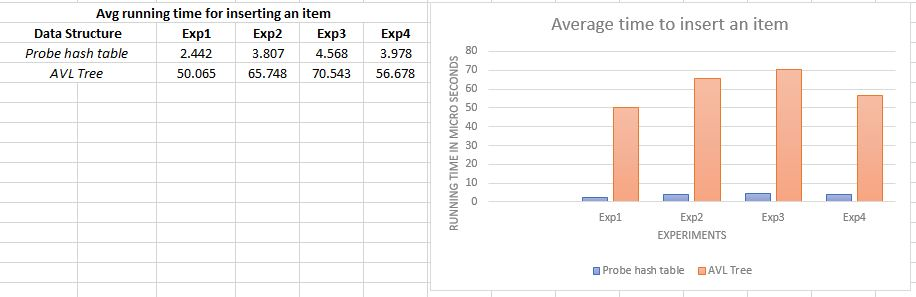 Avg running time for inserting an item
Data Structure Exp1 Exp2 Exp3 Exp4
Probe hash table 2.442 3.807 4.568 3.978
AVL Tree 50.065 65.748 70.543 56.678
Average time to insert an item
RUNNING TIME IN MICRO SECONDS
80
70
60
50
40
30
20
10
0
Exp1 Exp2 Exp3 Exp4
EXPERIMENTS
Probe hash table AVL Tree